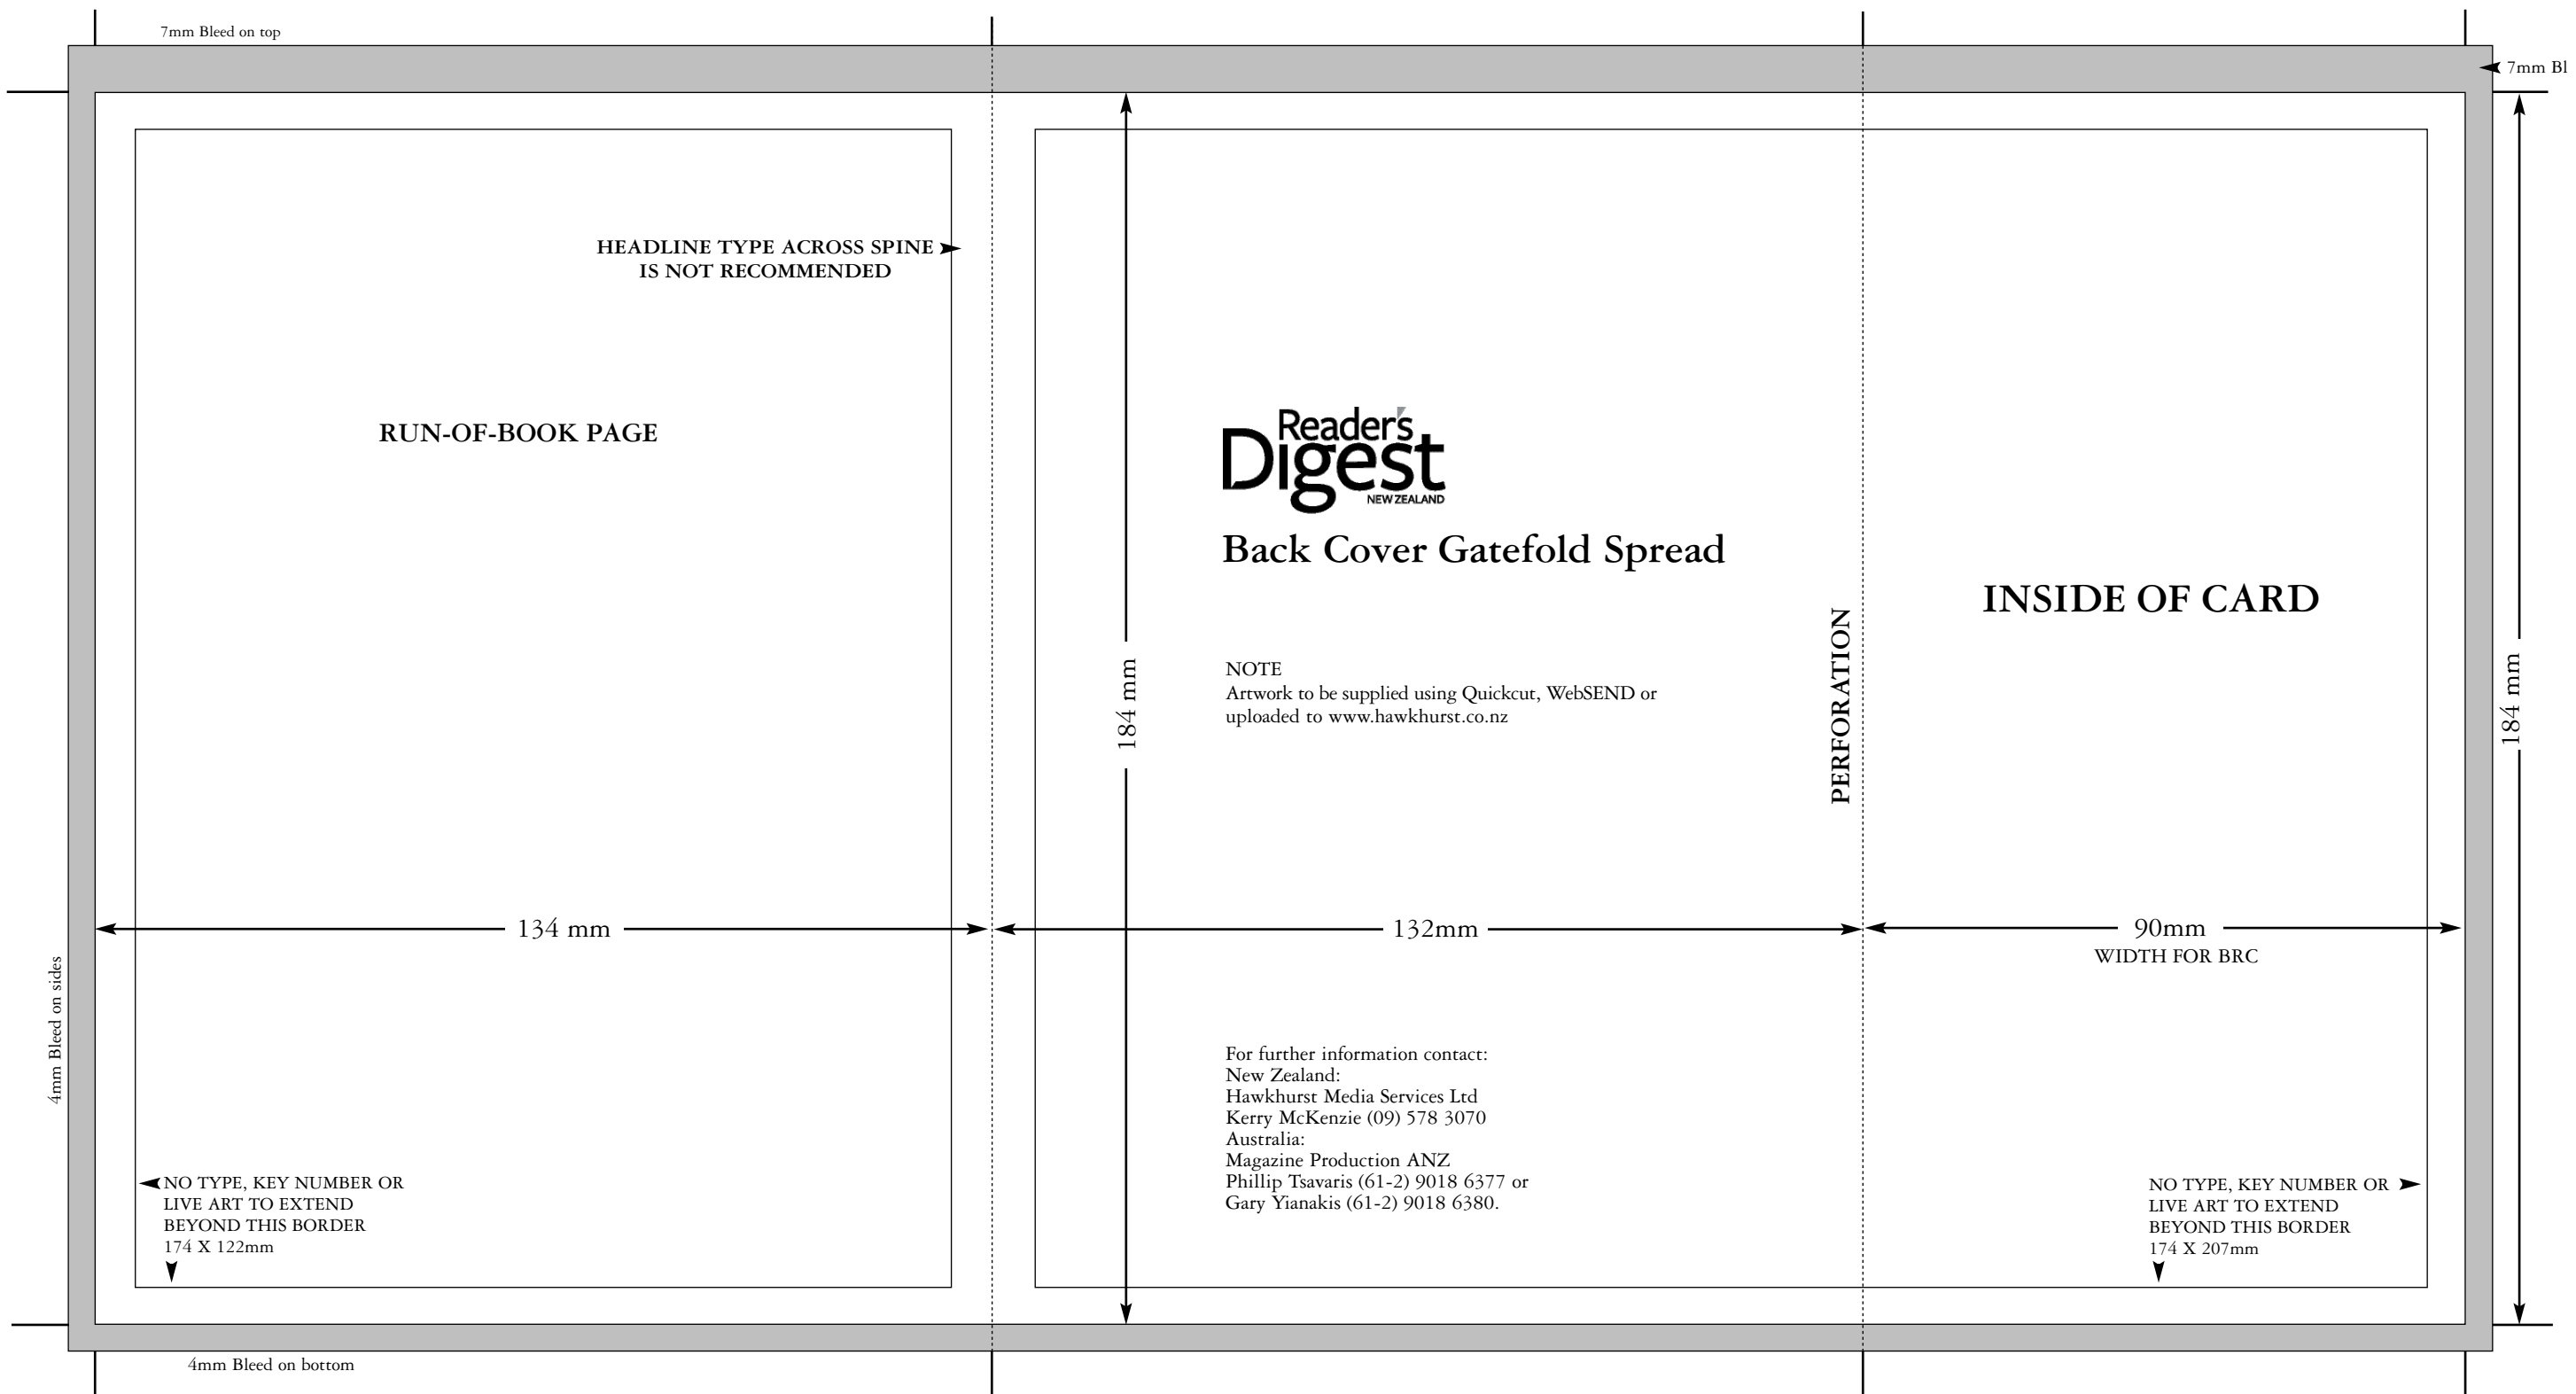 7mm Bleed on top
7mm Bl
HEADLINE TYPE ACROSS SPINE
IS NOT RECOMMENDED
RUN-OF-BOOK PAGE
Reader's
Digest
NEW ZEALAND
Back Cover Gatefold Spread
INSIDE OF CARD
PERFORATION
184 mm
184 mm
NOTE
Artwork to be supplied using Quickcut, WebSEND or
uploaded to www.hawkhurst.co.nz
134 mm
132mm
90mm
WIDTH FOR BRC
4mm Bleed on sides
For further information contact:
New Zealand:
Hawkhurst Media Services Ltd
Kerry McKenzie (09) 578 3070
Australia:
Magazine Production ANZ
Phillip Tsavaris (61-2) 9018 6377 or
Gary Yianakis (61-2) 9018 6380.
NO TYPE, KEY NUMBER OR
LIVE ART TO EXTEND
BEYOND THIS BORDER
174 X 122mm
NO TYPE, KEY NUMBER OR
LIVE ART TO EXTEND
BEYOND THIS BORDER
174 X 207mm
4mm Bleed on bottom